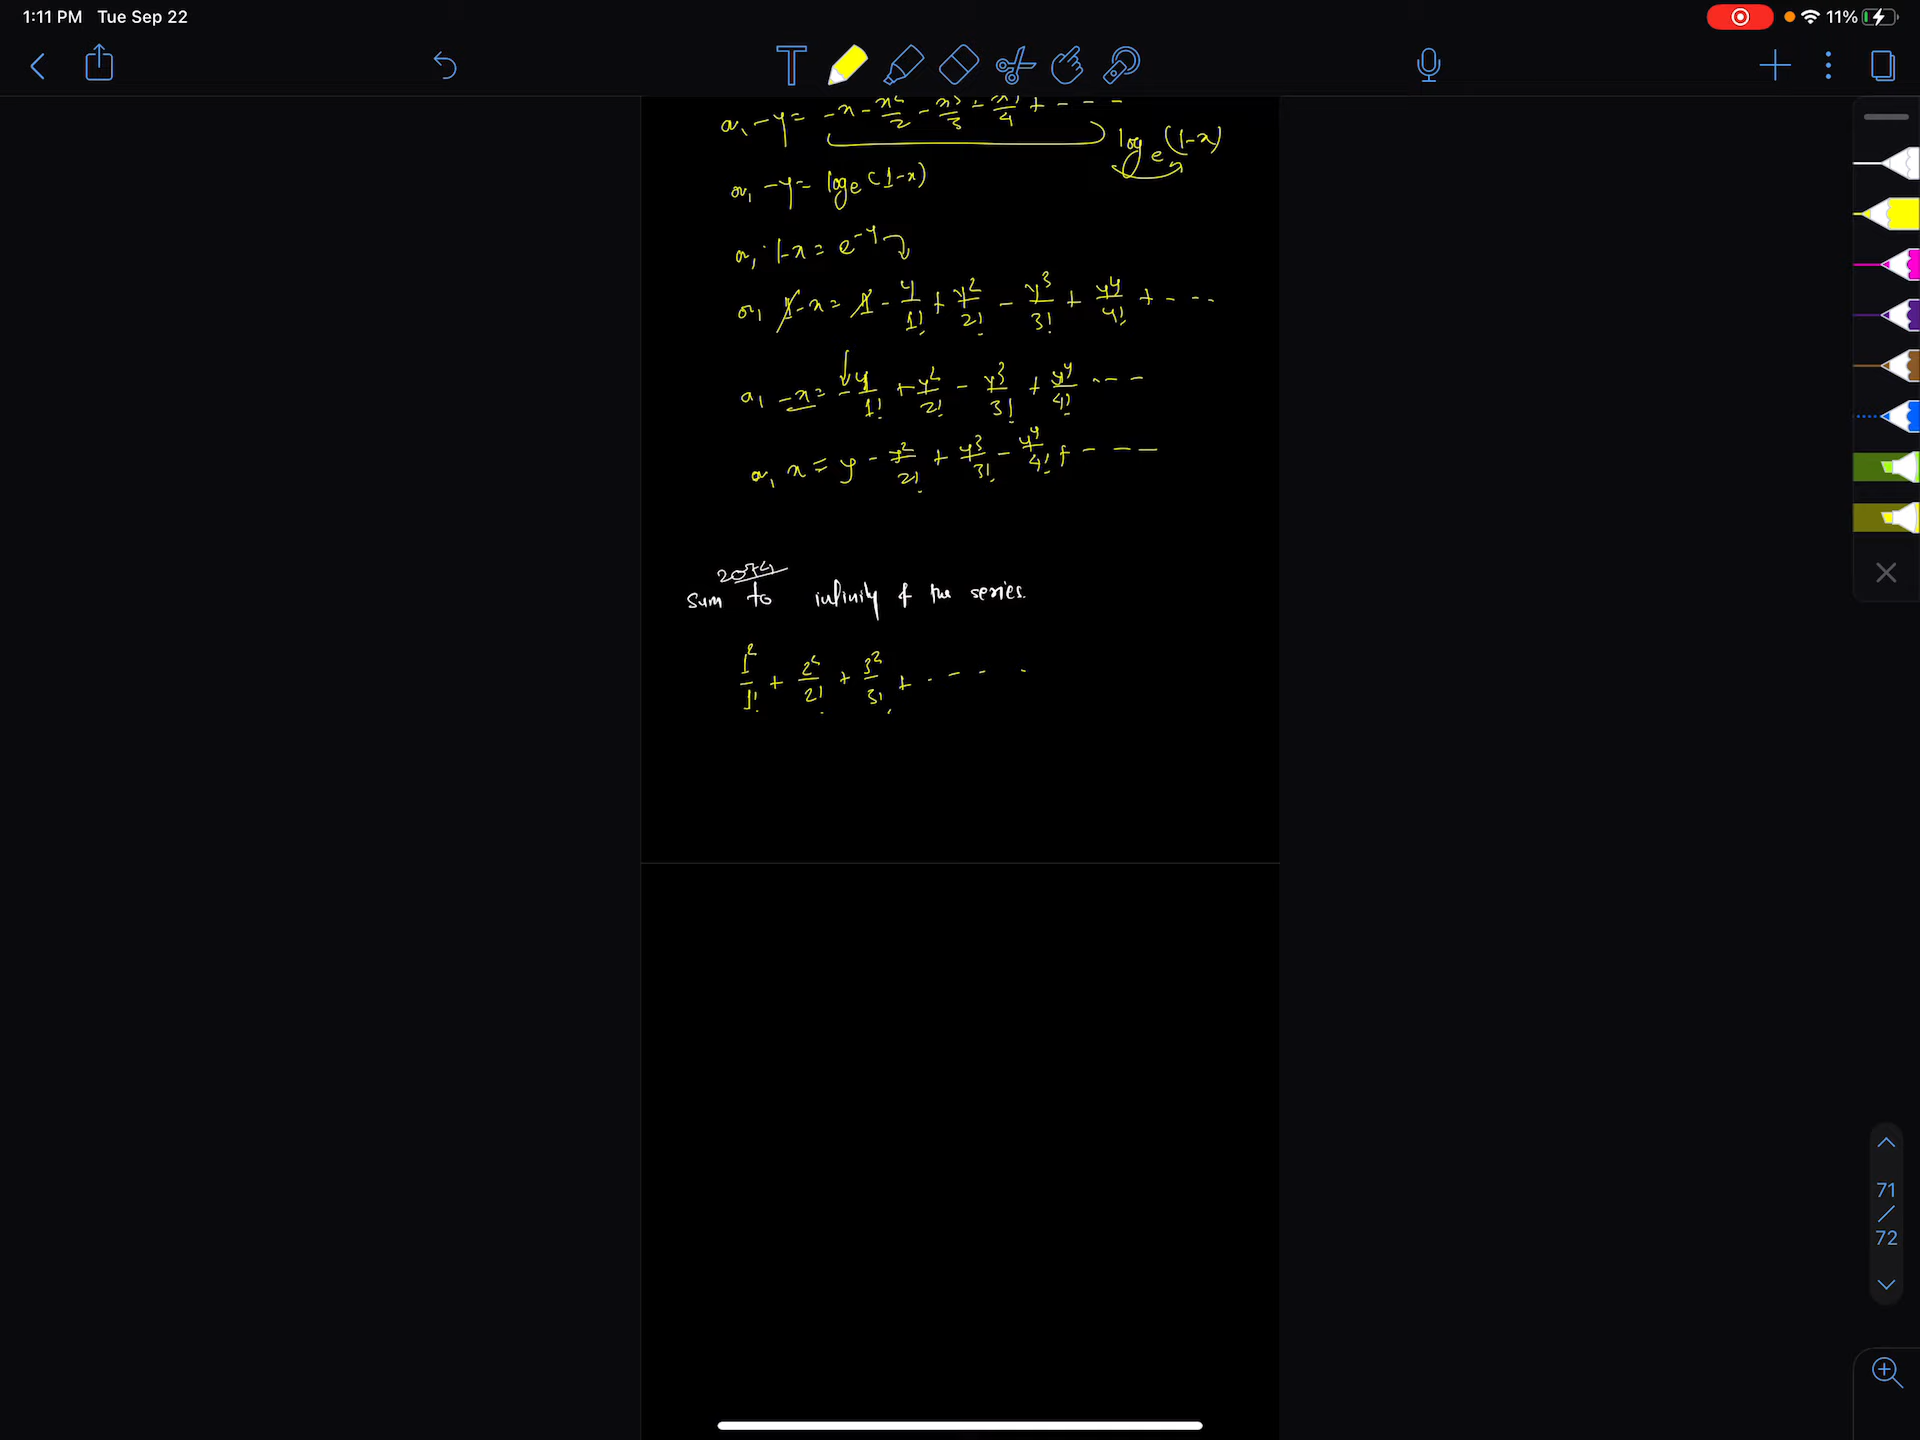 1:11 PM Tue Sep 22
11%
or, -y = -x - x²/2 - x³/3 - x⁴/4 + - - -
logₑ(1-x)
or, -y = logₑ(1-x)
or, 1-x = e^-y
or, 1-x = 1 - y/1! + y²/2! - y³/3! + y⁴/4! + - - -
or, -x = -y/1! + y²/2! - y³/3! + y⁴/4! - - -
or, x = y - y²/2! + y³/3! - y⁴/4! + - - -
2074
sum to infinity of the series.
1²/1! + 2²/2! + 3²/3! + - - - -
71
/
72